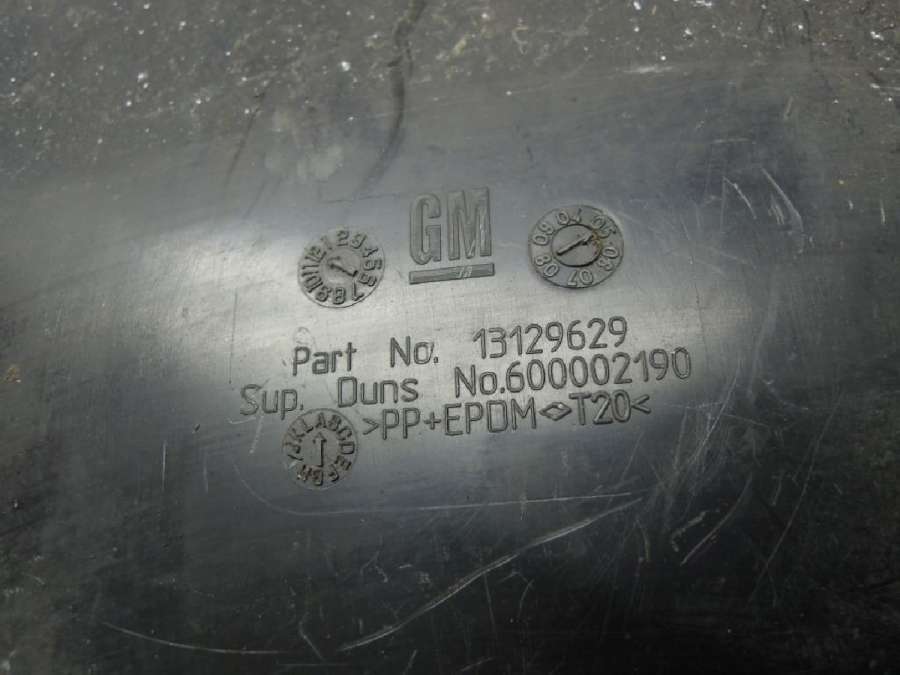 GM
Part No. 13129629
Sup. Duns No.600002190
>PP+EPDM<>T20<